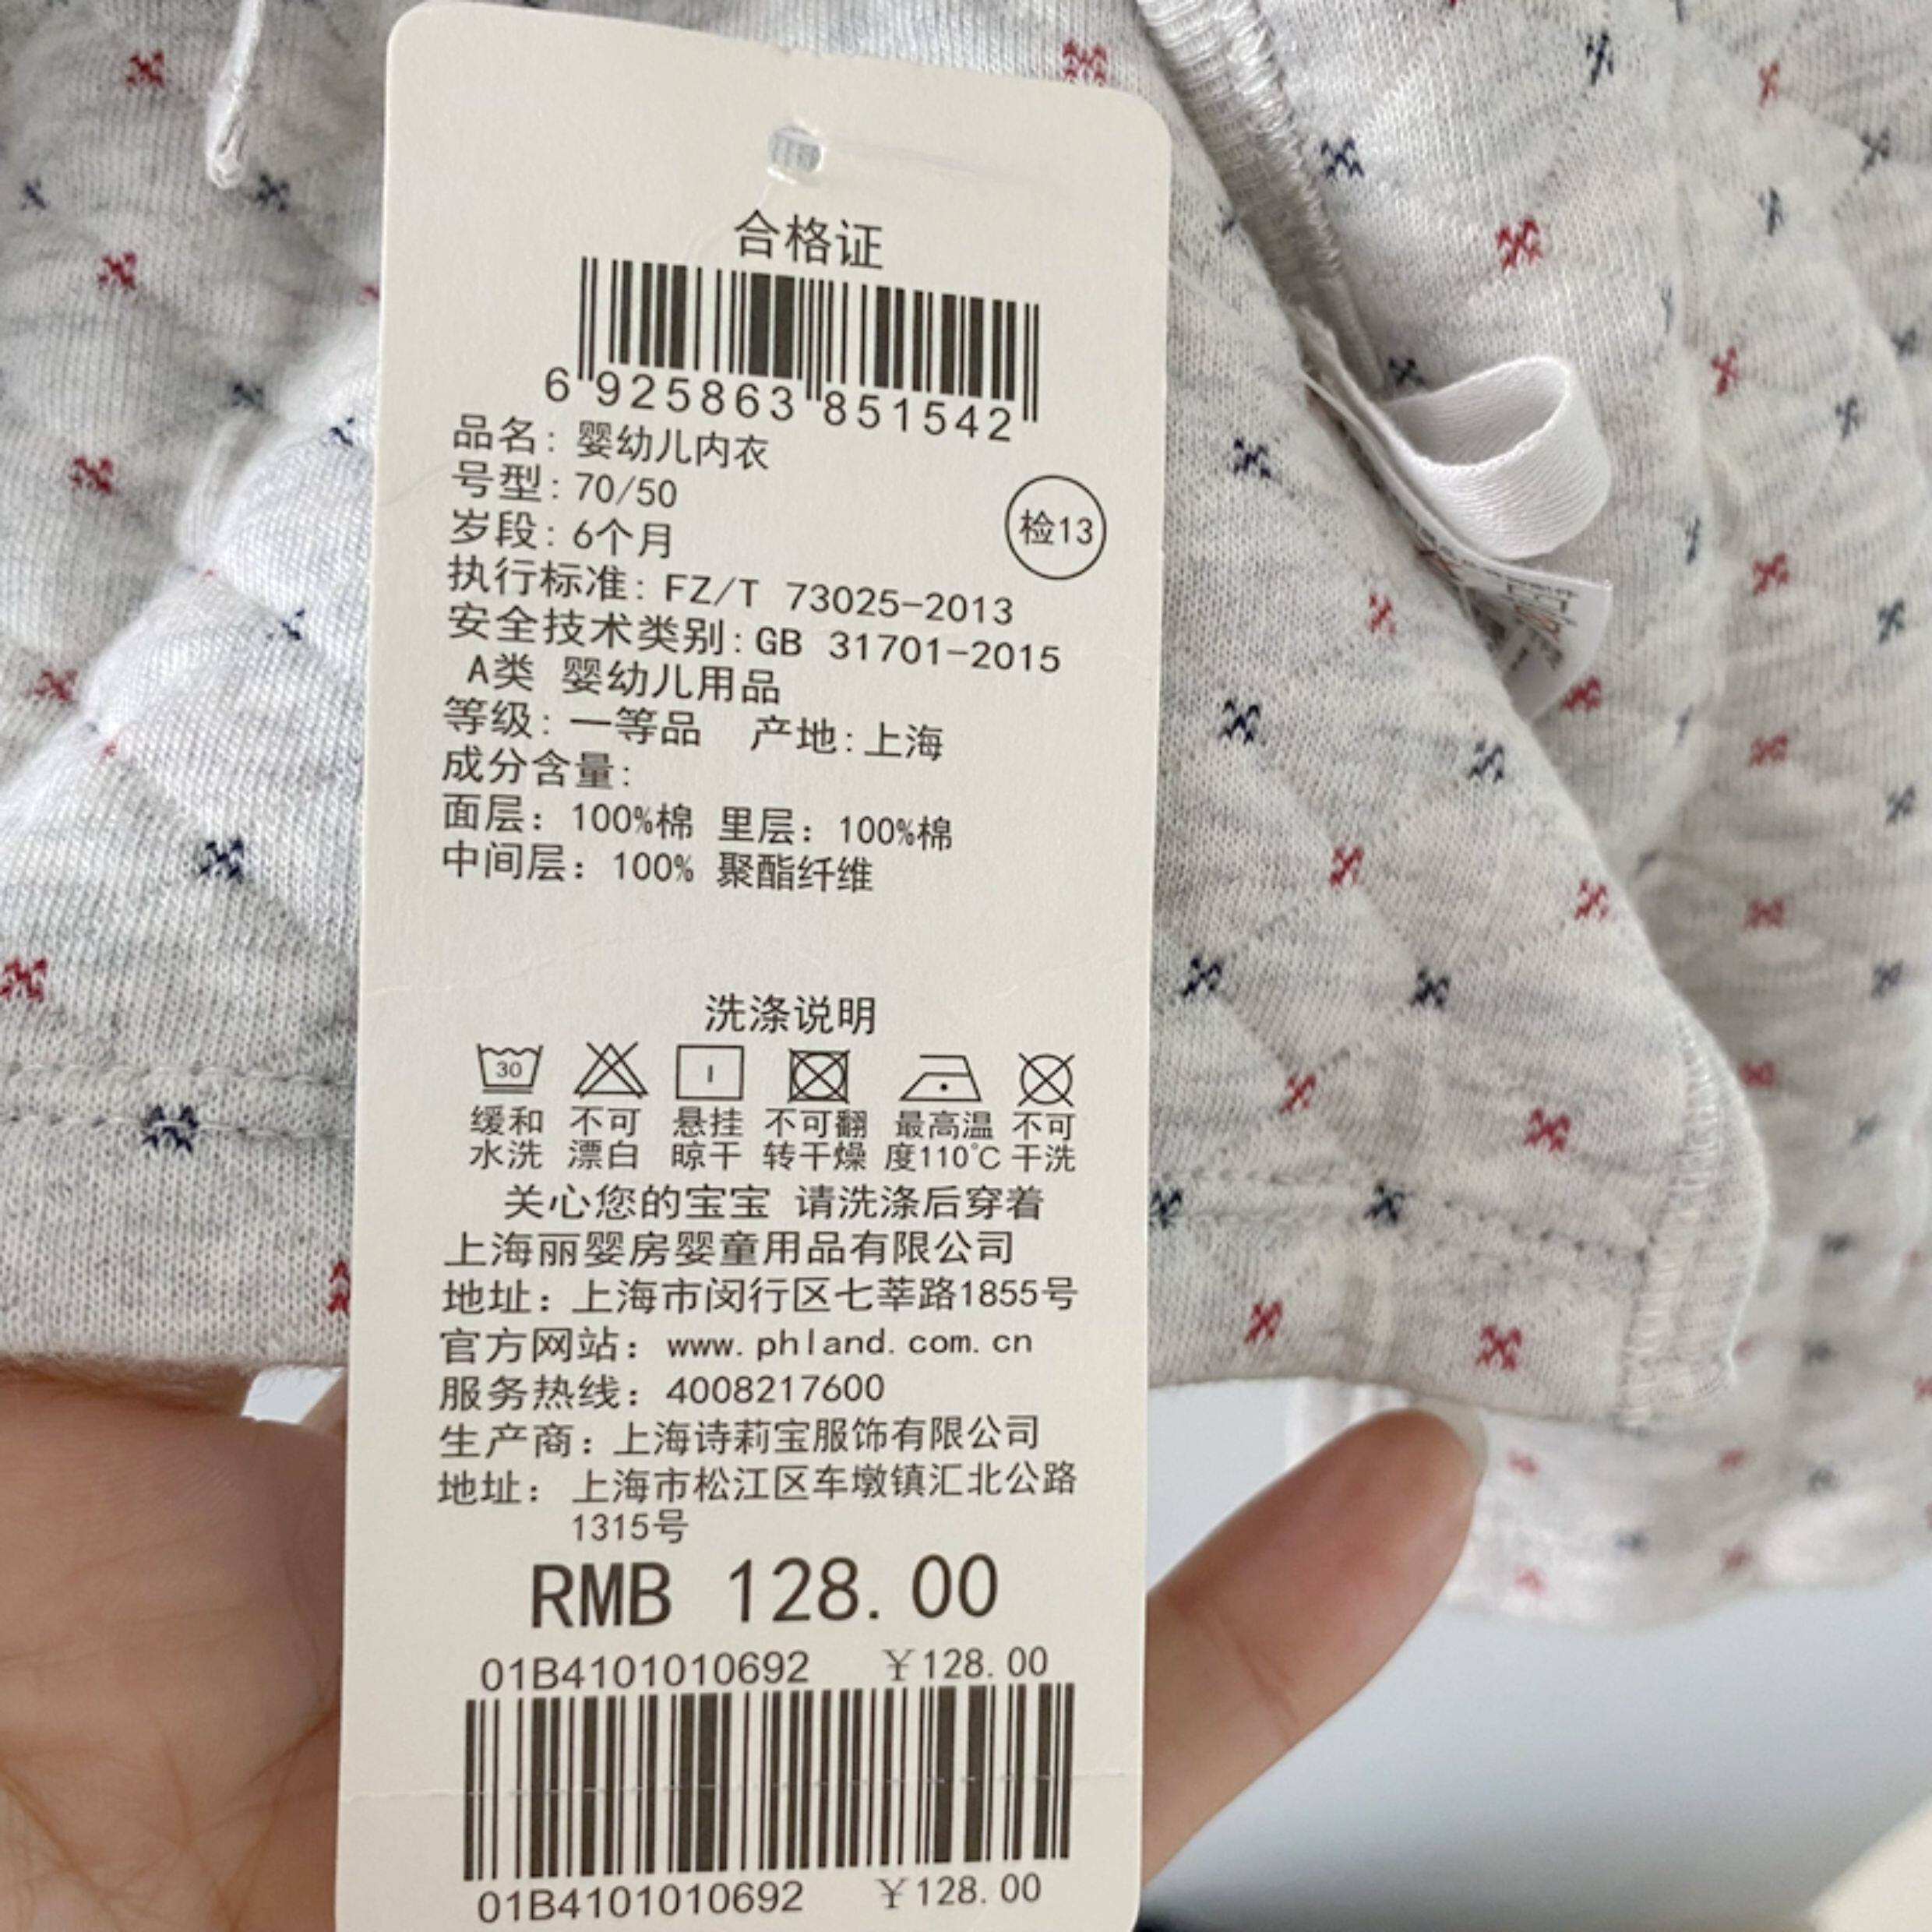 合格证
6 925863 851542
品名: 婴幼儿内衣
号型: 70/50
岁段: 6个月
检13
执行标准: FZ/T 73025-2013
安全技术类别: GB 31701-2015
A类 婴幼儿用品
等级: 一等品 产地: 上海
成分含量:
面层: 100%棉 里层: 100%棉
中间层: 100% 聚酯纤维
洗涤说明
30
缓和 不可 悬挂 不可翻 最高温 不可
水洗 漂白 晾干 转干燥 度110℃ 干洗
关心您的宝宝 请洗涤后穿着
上海丽婴房婴童用品有限公司
地址: 上海市闵行区七莘路1855号
官方网站: www.phland.com.cn
服务热线: 4008217600
生产商: 上海诗莉宝服饰有限公司
地址: 上海市松江区车墩镇汇北公路
1315号
RMB 128.00
01B4101010692 ￥128.00
01B4101010692 ￥128.00